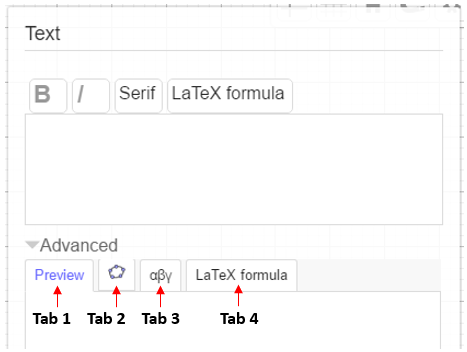 Text
B I Serif LaTeX formula
Advanced
Preview αβγ LaTeX formula
Tab 1 Tab 2 Tab 3 Tab 4